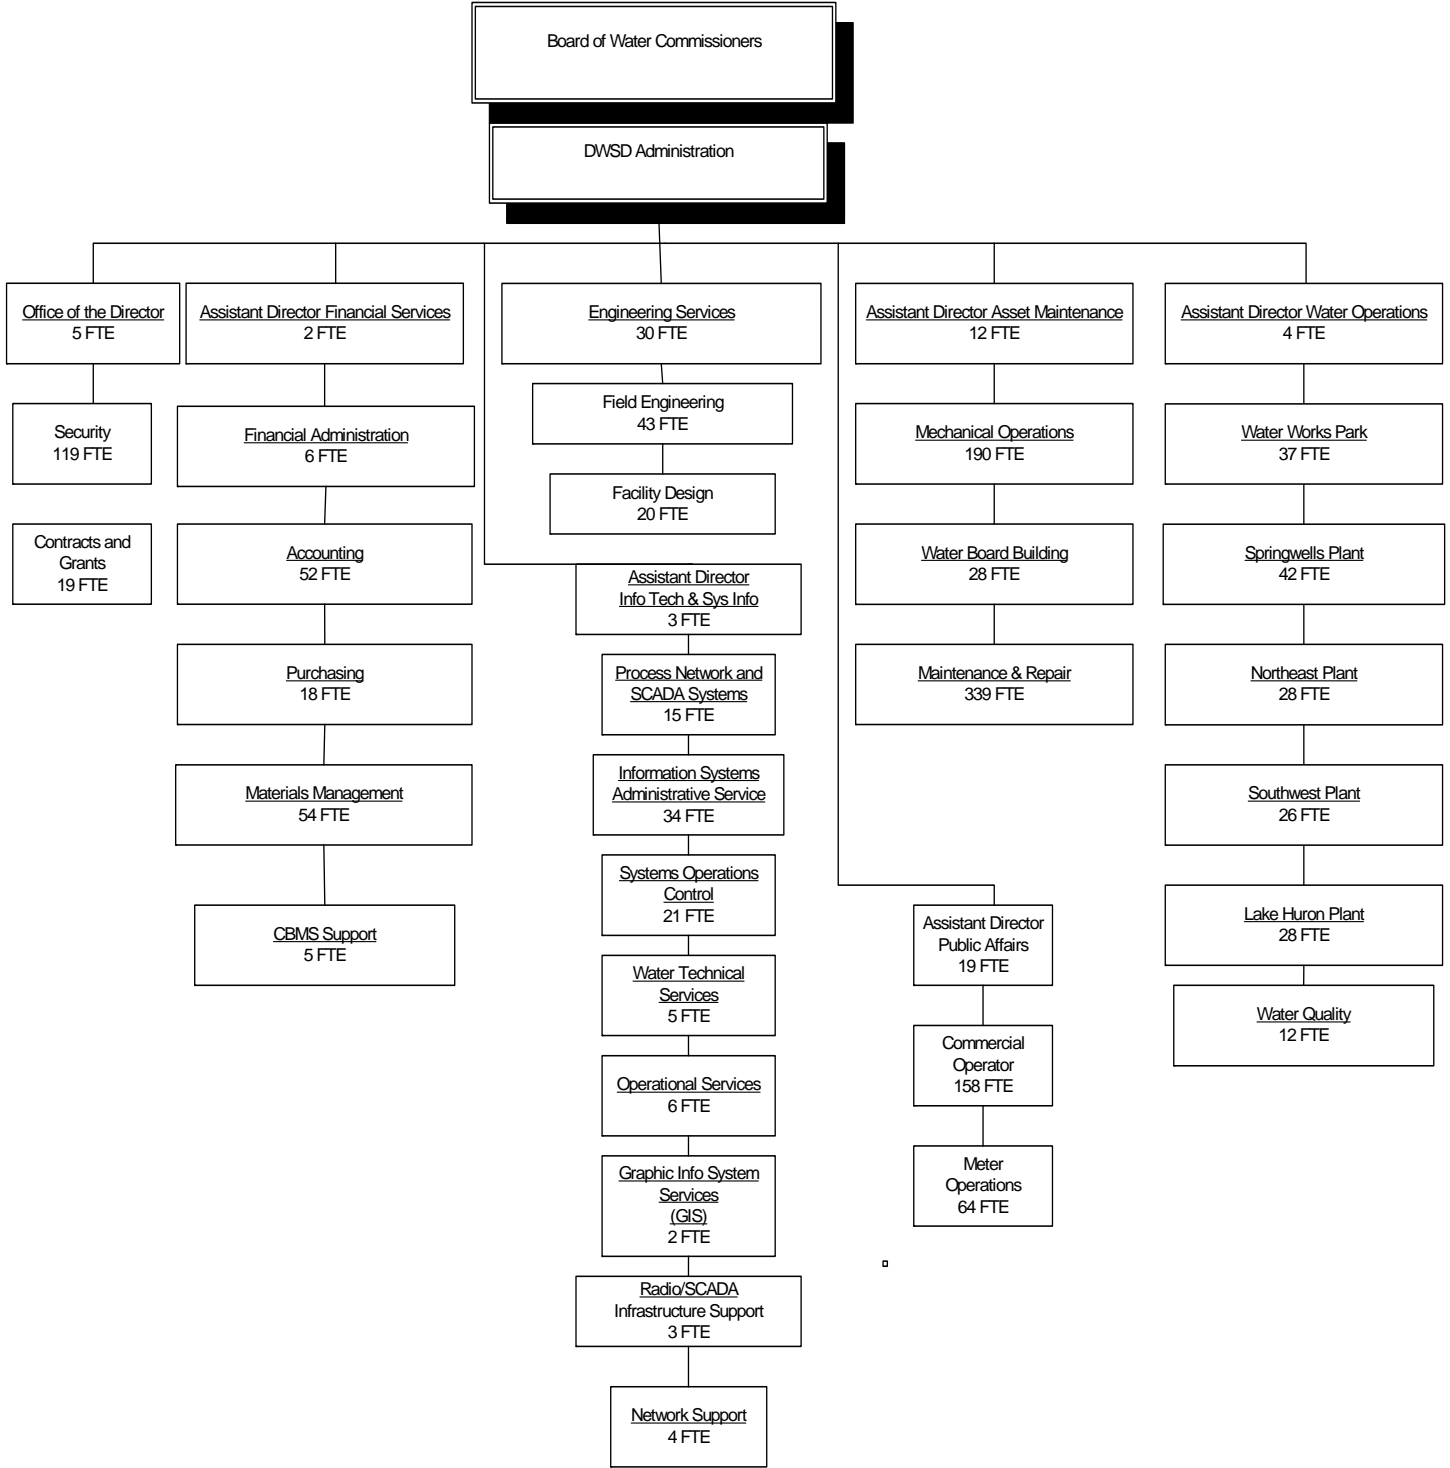 Board of Water Commissioners
DWSD Administration
Office of the Director
5 FTE
Security
119 FTE
Contracts and
Grants
19 FTE
Assistant Director Financial Services
2 FTE
Financial Administration
6 FTE
Accounting
52 FTE
Purchasing
18 FTE
Materials Management
54 FTE
CBMS Support
5 FTE
Engineering Services
30 FTE
Field Engineering
43 FTE
Facility Design
20 FTE
Assistant Director
Info Tech & Sys Info
3 FTE
Process Network and
SCADA Systems
15 FTE
Information Systems
Administrative Service
34 FTE
Systems Operations
Control
21 FTE
Water Technical
Services
5 FTE
Operational Services
6 FTE
Graphic Info System
Services
(GIS)
2 FTE
Radio/SCADA
Infrastructure Support
3 FTE
Network Support
4 FTE
Assistant Director Asset Maintenance
12 FTE
Mechanical Operations
190 FTE
Water Board Building
28 FTE
Maintenance & Repair
339 FTE
Assistant Director
Public Affairs
19 FTE
Commercial
Operator
158 FTE
Meter
Operations
64 FTE
Assistant Director Water Operations
4 FTE
Water Works Park
37 FTE
Springwells Plant
42 FTE
Northeast Plant
28 FTE
Southwest Plant
26 FTE
Lake Huron Plant
28 FTE
Water Quality
12 FTE